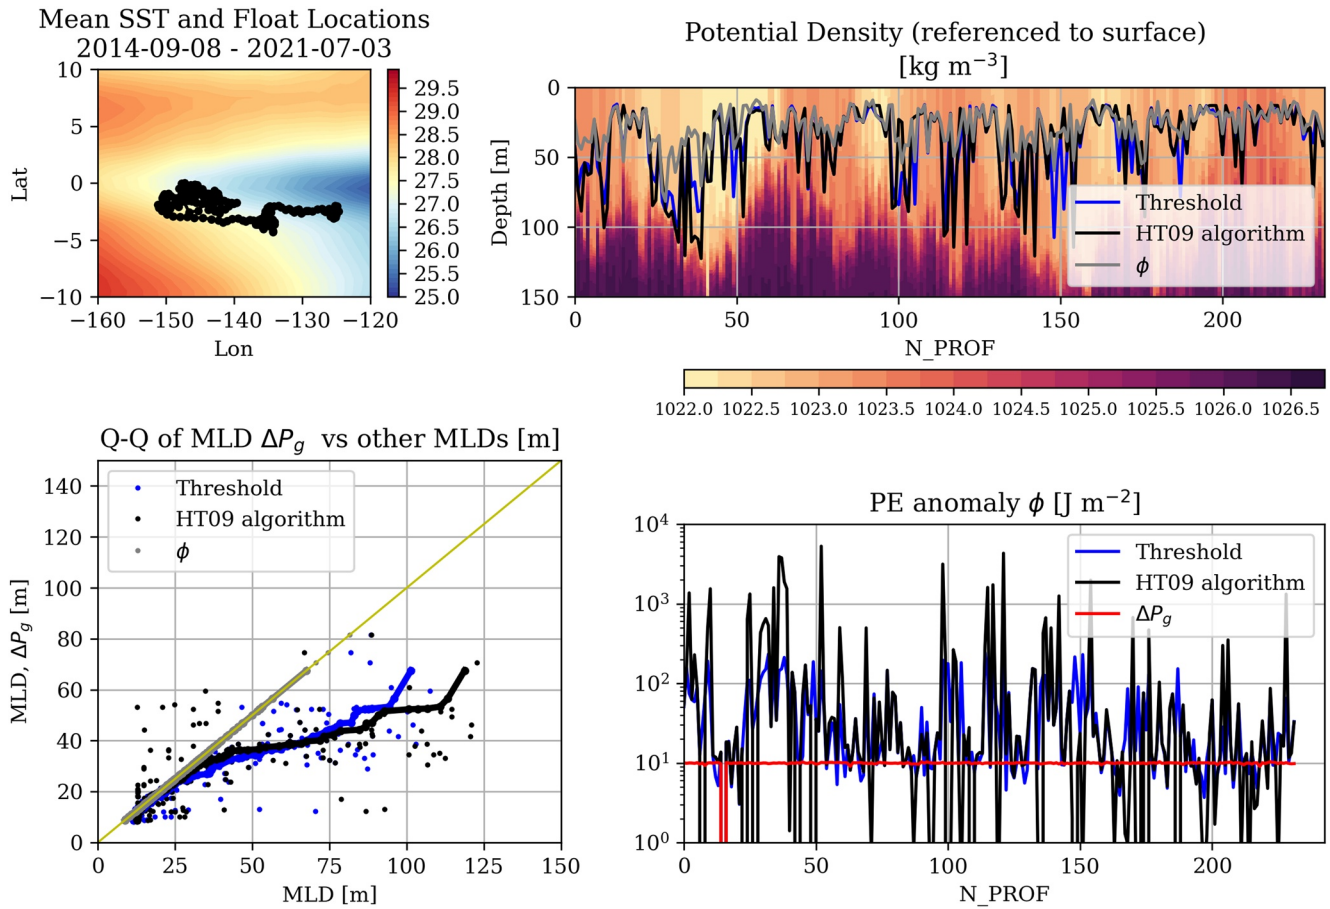 Mean SST and Float Locations
2014-09-08 - 2021-07-03
10
5
0
−5
−10
Lat
−160 −150 −140 −130 −120
Lon
29.5
29.0
28.5
28.0
27.5
27.0
26.5
26.0
25.5
25.0
Potential Density (referenced to surface)
[kg m⁻³]
0
50
100
150
Depth [m]
Threshold
HT09 algorithm
ϕ
0 50 100 150 200
N_PROF
1022.0 1022.5 1023.0 1023.5 1024.0 1024.5 1025.0 1025.5 1026.0 1026.5
Q-Q of MLD ΔP_g vs other MLDs [m]
140
120
100
80
60
40
20
0
MLD, ΔP_g [m]
Threshold
HT09 algorithm
ϕ
0 25 50 75 100 125 150
MLD [m]
PE anomaly ϕ [J m⁻²]
10⁴
10³
10²
10¹
10⁰
Threshold
HT09 algorithm
ΔP_g
0 50 100 150 200
N_PROF